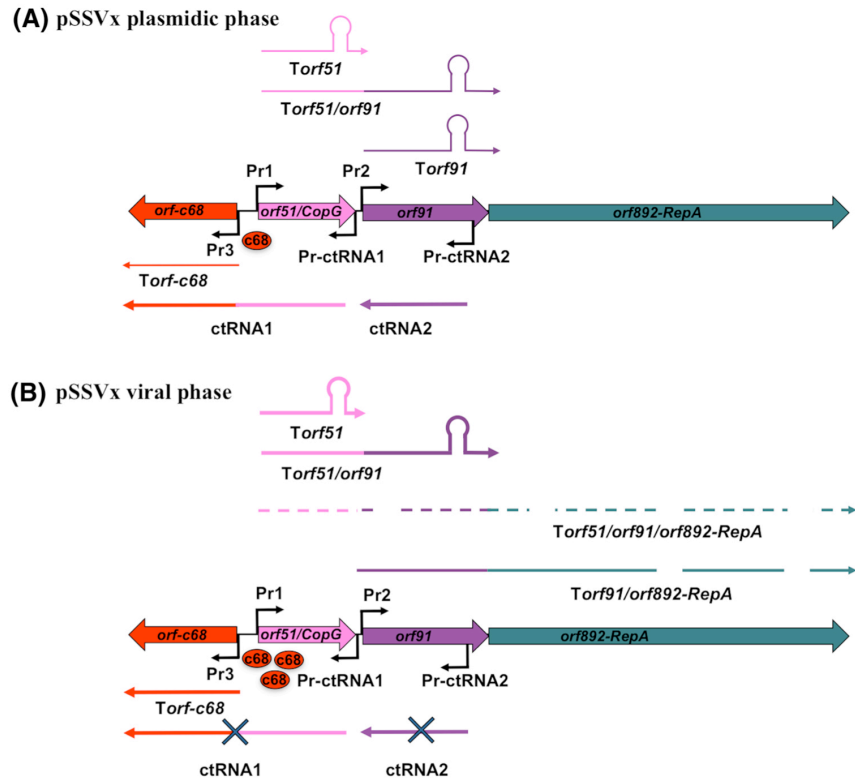 (A) pSSVx plasmidic phase
Torf51
Torf51/orf91
Torf91
Pr1 Pr2
orf-c68 orf51/CopG orf91 orf892-RepA
Pr3 c68 Pr-ctRNA1 Pr-ctRNA2
Torf-c68
ctRNA1 ctRNA2
(B) pSSVx viral phase
Torf51
Torf51/orf91
Torf51/orf91/orf892-RepA
Torf91/orf892-RepA
Pr1 Pr2
orf-c68 orf51/CopG orf91 orf892-RepA
Pr3 c68 c68 Pr-ctRNA1 Pr-ctRNA2
c68
Torf-c68
ctRNA1 ctRNA2